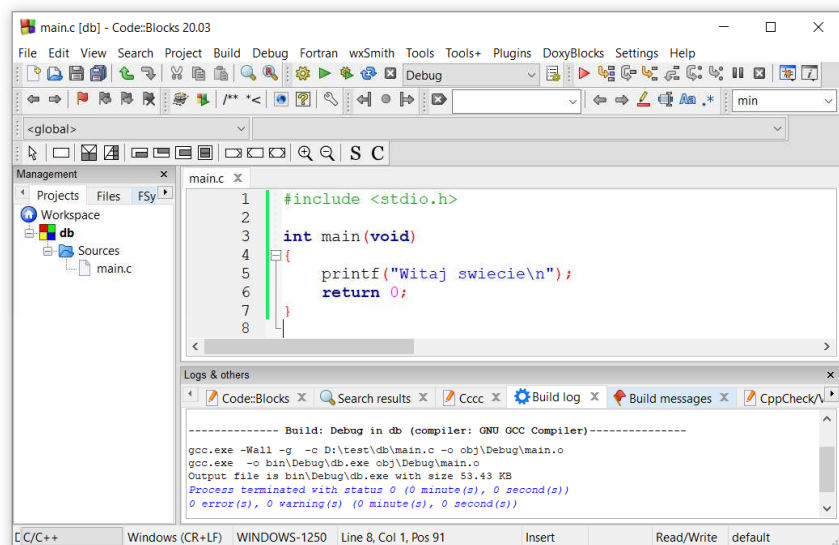 main.c [db] - Code::Blocks 20.03
File Edit View Search Project Build Debug Fortran wxSmith Tools Tools+ Plugins DoxyBlocks Settings Help
Debug
/** *< Aa .* min
<global>
S C
Management
Projects Files FSy
Workspace
db
Sources
main.c
main.c
1 #include <stdio.h>
2
3 int main(void)
4 {
5 printf("Witaj swiecie\n");
6 return 0;
7 }
8
Logs & others
Code::Blocks Search results Cccc Build log Build messages CppCheck/V
-------------- Build: Debug in db (compiler: GNU GCC Compiler)---------------
gcc.exe -Wall -g -c D:\test\db\main.c -o obj\Debug\main.o
gcc.exe -o bin\Debug\db.exe obj\Debug\main.o
Output file is bin\Debug\db.exe with size 53.43 KB
Process terminated with status 0 (0 minute(s), 0 second(s))
0 error(s), 0 warning(s) (0 minute(s), 0 second(s))
C/C++ Windows (CR+LF) WINDOWS-1250 Line 8, Col 1, Pos 91 Insert Read/Write default